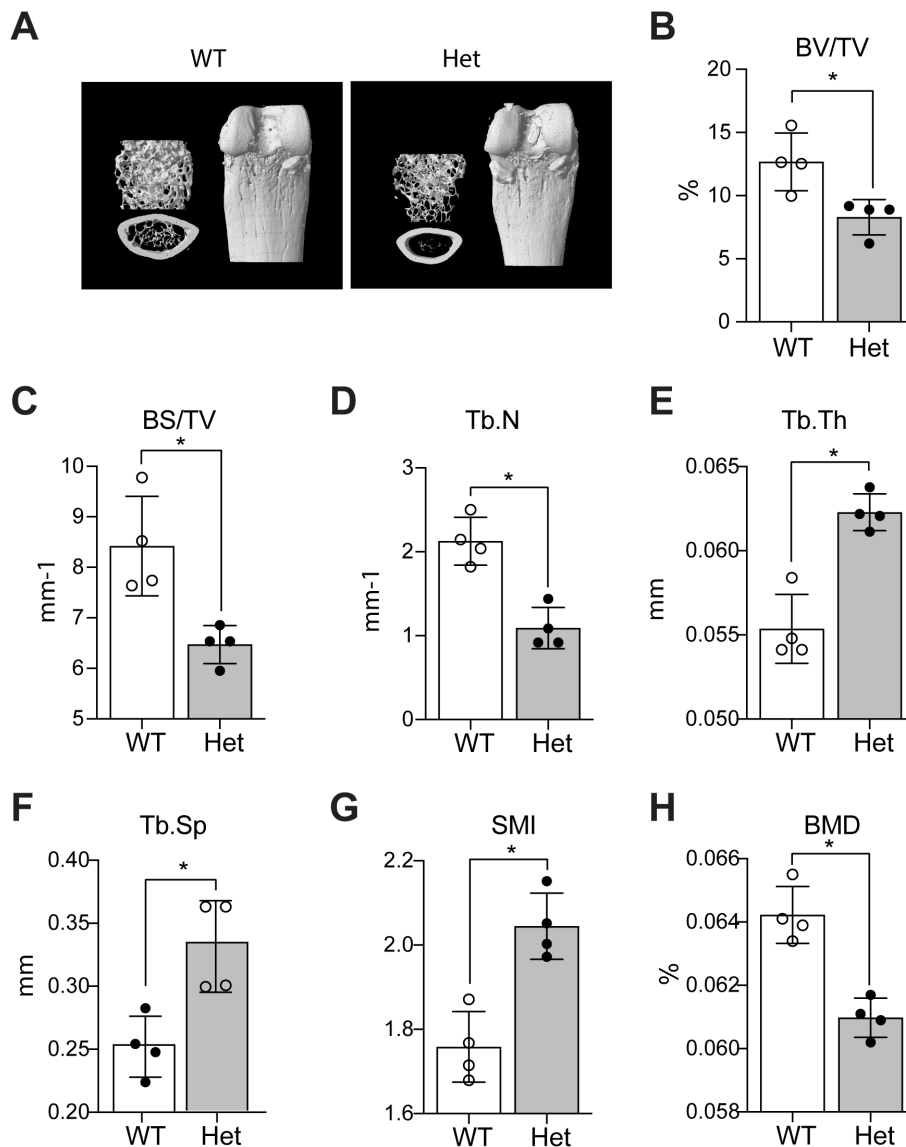 A
WT
Het
B
BV/TV
*
20
15
10
5
0
%
WT
Het
C
BS/TV
*
10
9
8
7
6
5
mm-1
WT
Het
D
Tb.N
*
3
2
1
0
mm-1
WT
Het
E
Tb.Th
*
0.065
0.060
0.055
0.050
mm
WT
Het
F
Tb.Sp
*
0.40
0.35
0.30
0.25
0.20
mm
WT
Het
G
SMI
*
2.2
2.0
1.8
1.6
WT
Het
H
BMD
*
0.066
0.064
0.062
0.060
0.058
%
WT
Het